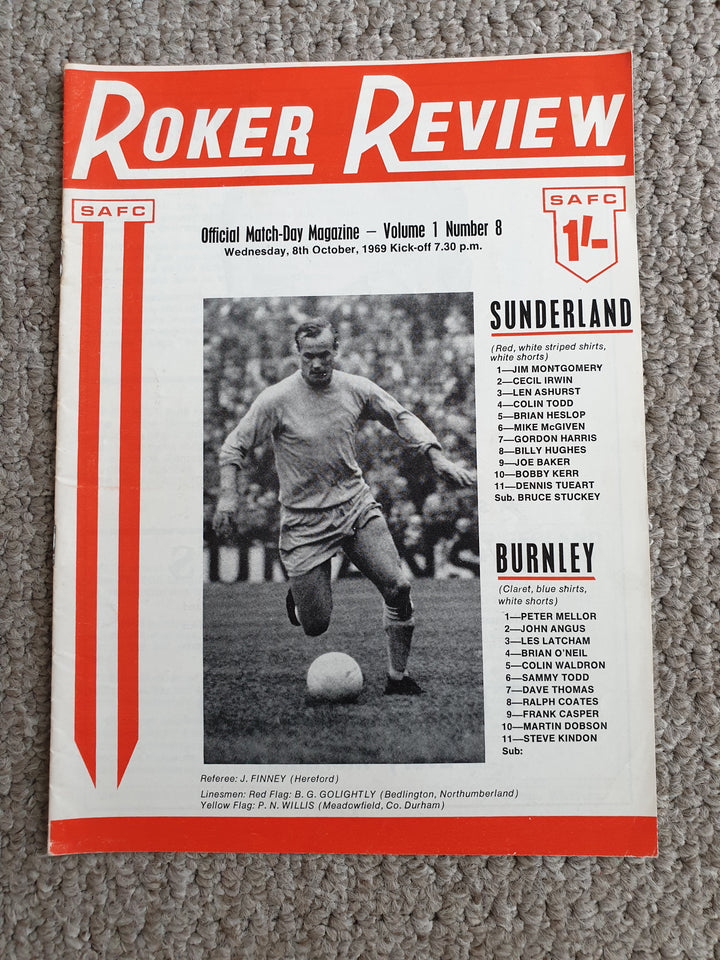 ROKER REVIEW
SAFC
Official Match-Day Magazine – Volume 1 Number 8
Wednesday, 8th October, 1969 Kick-off 7.30 p.m.
SAFC
1/-
SUNDERLAND
(Red, white striped shirts,
white shorts)
1—JIM MONTGOMERY
2—CECIL IRWIN
3—LEN ASHURST
4—COLIN TODD
5—BRIAN HESLOP
6—MIKE McGIVEN
7—GORDON HARRIS
8—BILLY HUGHES
9—JOE BAKER
10—BOBBY KERR
11—DENNIS TUEART
Sub. BRUCE STUCKEY
BURNLEY
(Claret, blue shirts,
white shorts)
1—PETER MELLOR
2—JOHN ANGUS
3—LES LATCHAM
4—BRIAN O'NEIL
5—COLIN WALDRON
6—SAMMY TODD
7—DAVE THOMAS
8—RALPH COATES
9—FRANK CASPER
10—MARTIN DOBSON
11—STEVE KINDON
Sub:
Referee: J. FINNEY (Hereford)
Linesmen: Red Flag: B. G. GOLIGHTLY (Bedlington, Northumberland)
Yellow Flag: P. N. WILLIS (Meadowfield, Co. Durham)